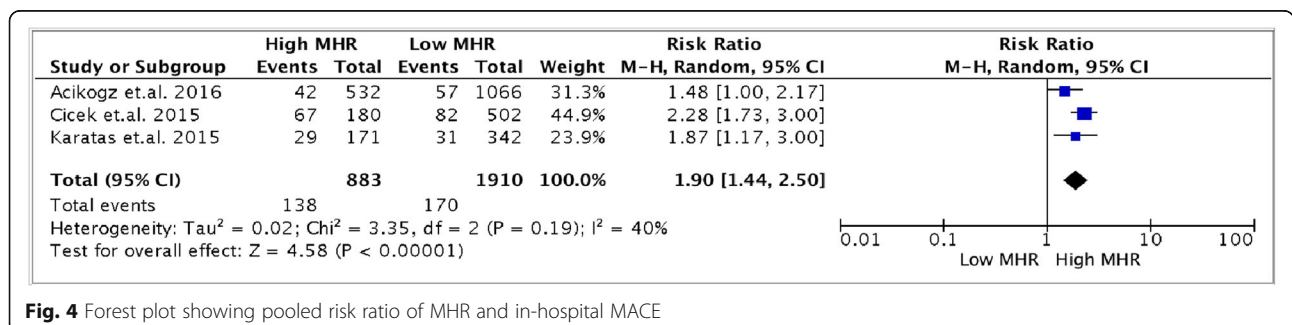 High MHR Low MHR Risk Ratio Risk Ratio
Study or Subgroup Events Total Events Total Weight M-H, Random, 95% CI M-H, Random, 95% CI
Acikogz et.al. 2016 42 532 57 1066 31.3% 1.48 [1.00, 2.17]
Cicek et.al. 2015 67 180 82 502 44.9% 2.28 [1.73, 3.00]
Karatas et.al. 2015 29 171 31 342 23.9% 1.87 [1.17, 3.00]
Total (95% CI) 883 1910 100.0% 1.90 [1.44, 2.50]
Total events 138 170
Heterogeneity: Tau² = 0.02; Chi² = 3.35, df = 2 (P = 0.19); I² = 40%
Test for overall effect: Z = 4.58 (P < 0.00001)
0.01 0.1 1 10 100
Low MHR High MHR
Fig. 4 Forest plot showing pooled risk ratio of MHR and in-hospital MACE